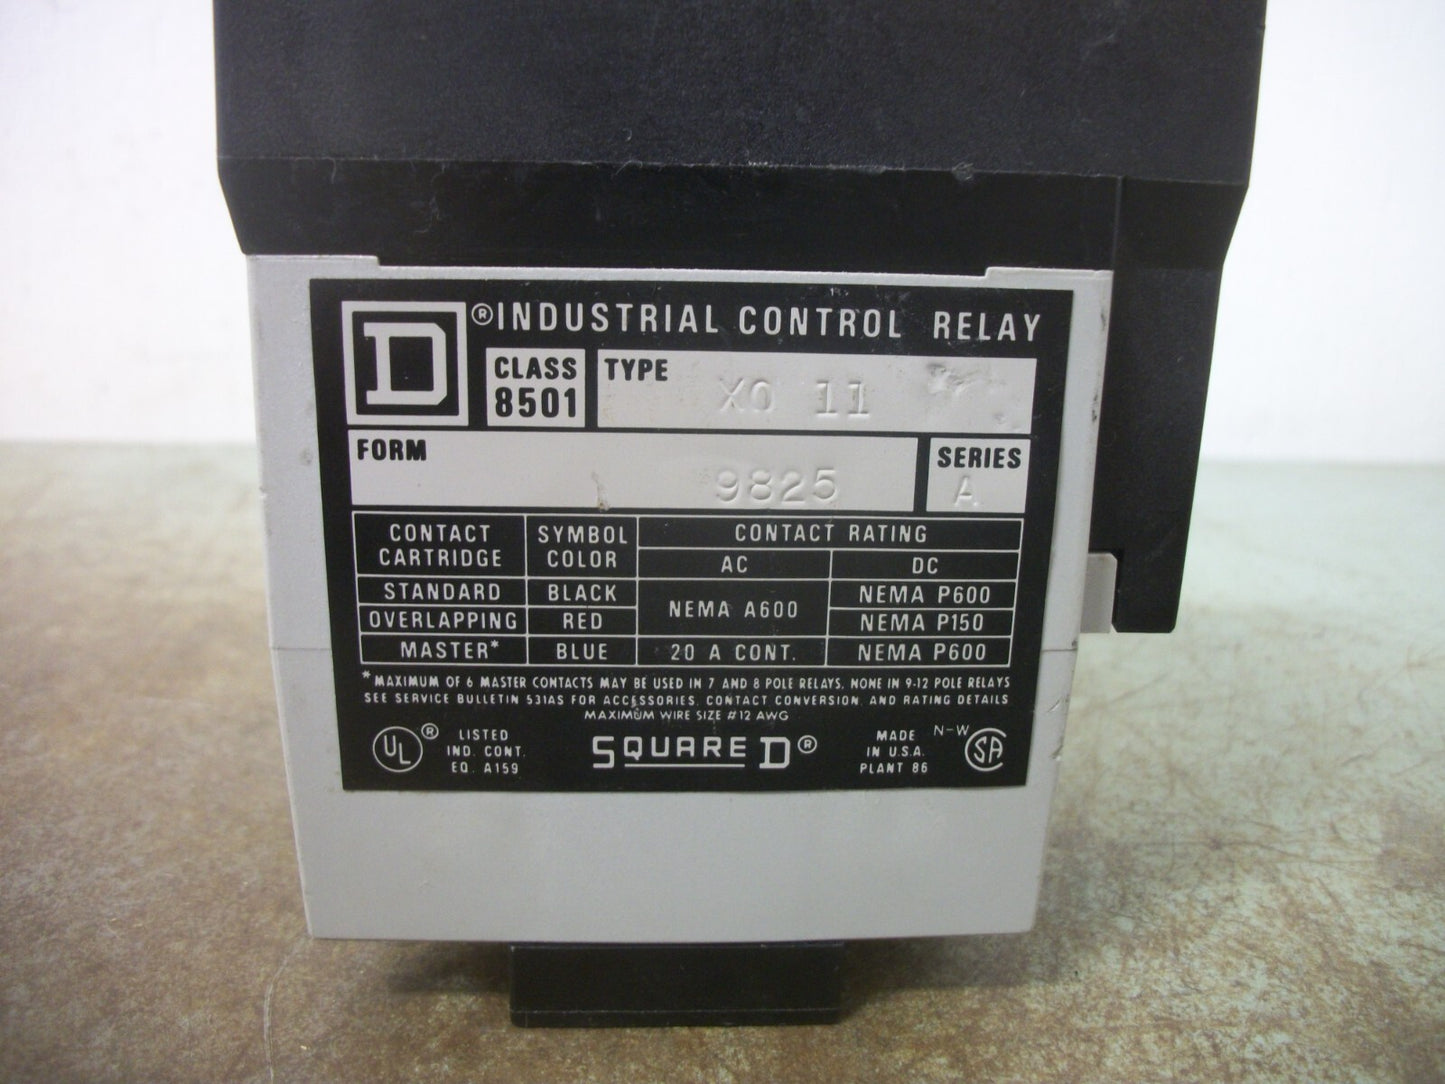 D ® INDUSTRIAL CONTROL RELAY
CLASS 8501 TYPE XO 11
FORM 9825 SERIES A
CONTACT CARTRIDGE SYMBOL COLOR CONTACT RATING
AC DC
STANDARD BLACK NEMA A600 NEMA P600
OVERLAPPING RED NEMA P150
MASTER* BLUE 20 A CONT. NEMA P600
*MAXIMUM OF 6 MASTER CONTACTS MAY BE USED IN 7 AND 8 POLE RELAYS. NONE IN 9-12 POLE RELAYS
SEE SERVICE BULLETIN 531AS FOR ACCESSORIES, CONTACT CONVERSION, AND RATING DETAILS
MAXIMUM WIRE SIZE #12 AWG
UL ® LISTED IND. CONT. EQ. A159
SQUARE D ®
MADE IN U.S.A. PLANT 86
N-W SA